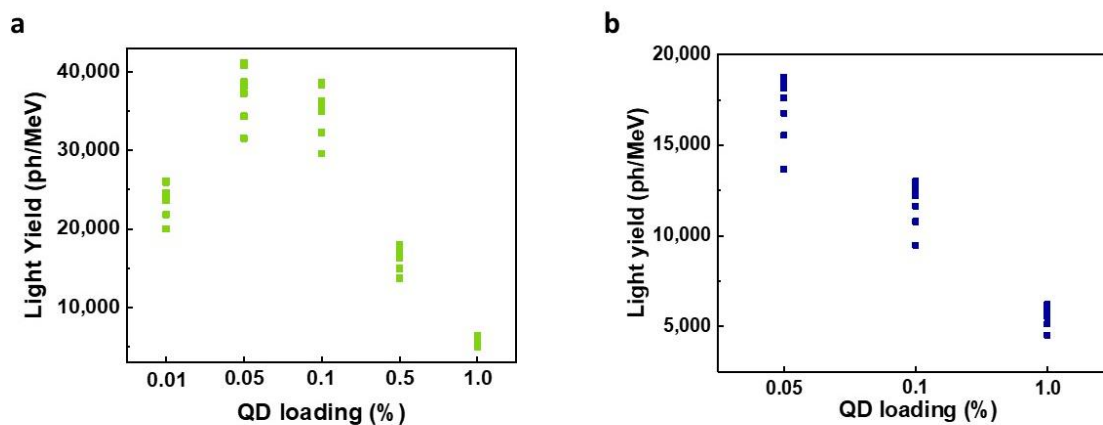 a
Light Yield (ph/MeV)
40,000
30,000
20,000
10,000
0.01 0.05 0.1 0.5 1.0
QD loading (%)
b
Light yield (ph/MeV)
20,000
15,000
10,000
5,000
0.05 0.1 1.0
QD loading (%)